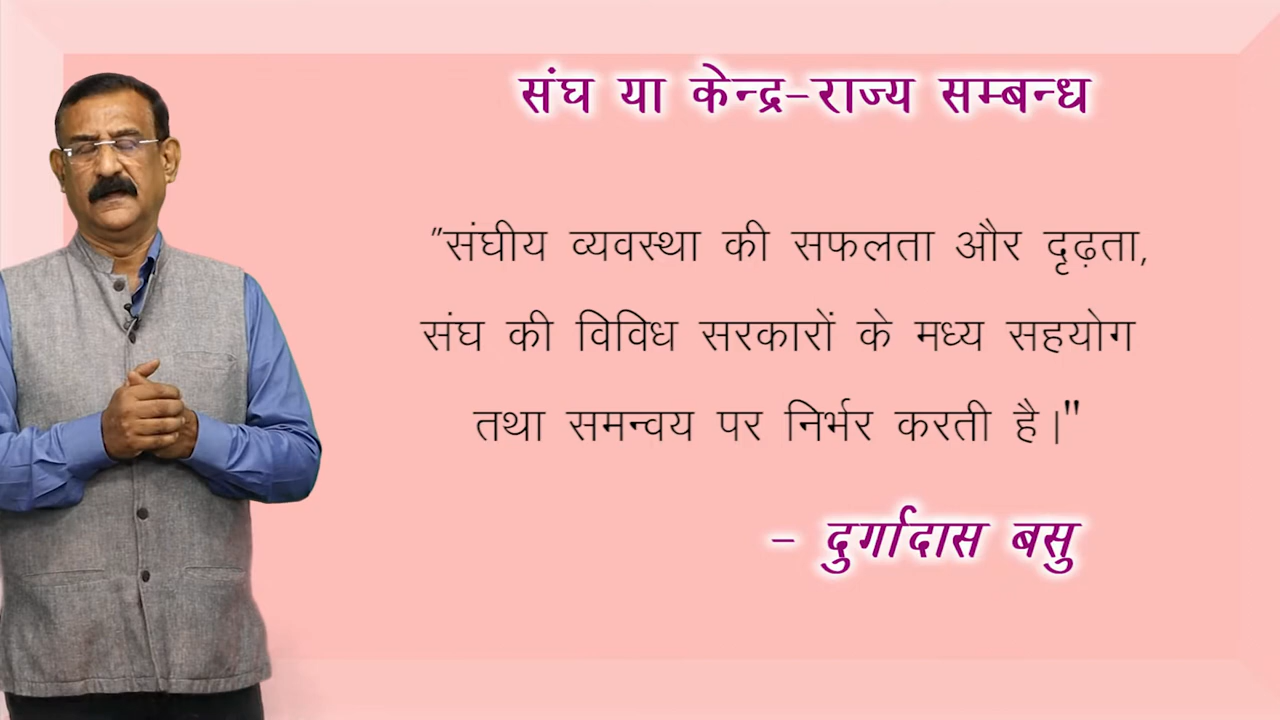 संघ या केन्द्र-राज्य सम्बन्ध
"संघीय व्यवस्था की सफलता और दृढ़ता,
संघ की विविध सरकारों के मध्य सहयोग
तथा समन्वय पर निर्भर करती है।"
- दुर्गादास बसु